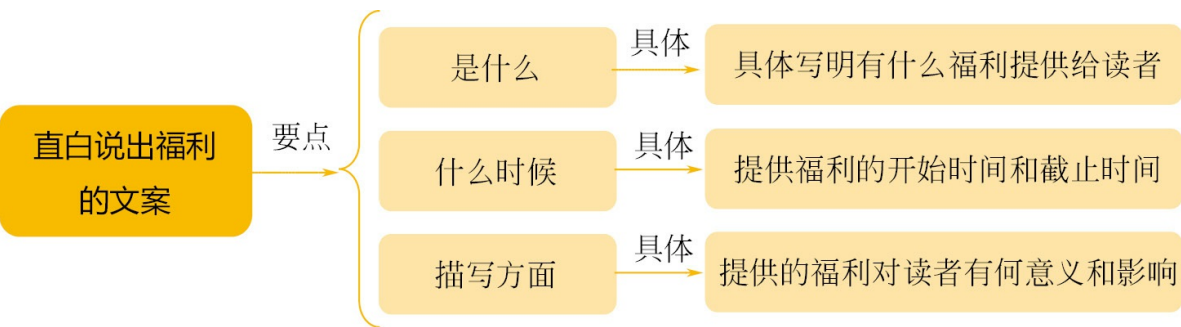 直白说出福利
的文案
要点
是什么
具体
具体写明有什么福利提供给读者
什么时候
具体
提供福利的开始时间和截止时间
描写方面
具体
提供的福利对读者有何意义和影响